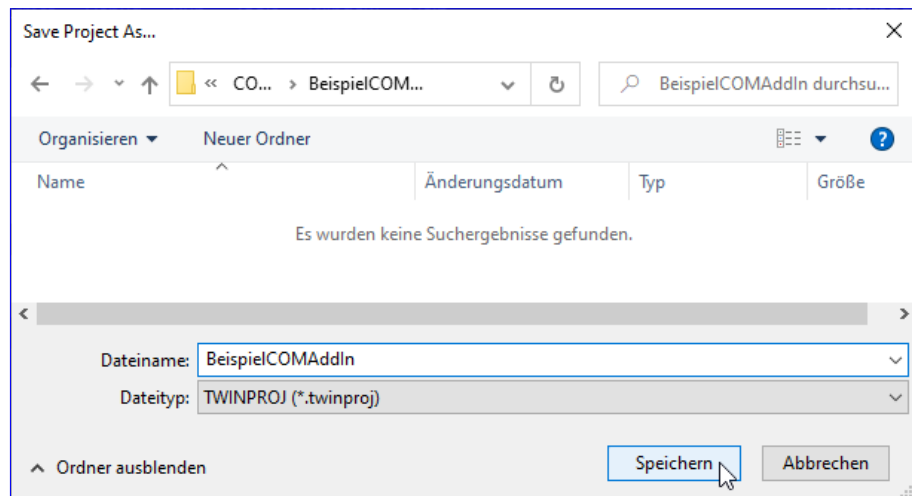 Save Project As...
« CO... › BeispielCOM... BeispielCOMAddIn durchsu...
Organisieren Neuer Ordner ?
Name Änderungsdatum Typ Größe
Es wurden keine Suchergebnisse gefunden.
Dateiname: BeispielCOMAddIn
Dateityp: TWINPROJ (*.twinproj)
Ordner ausblenden Speichern Abbrechen